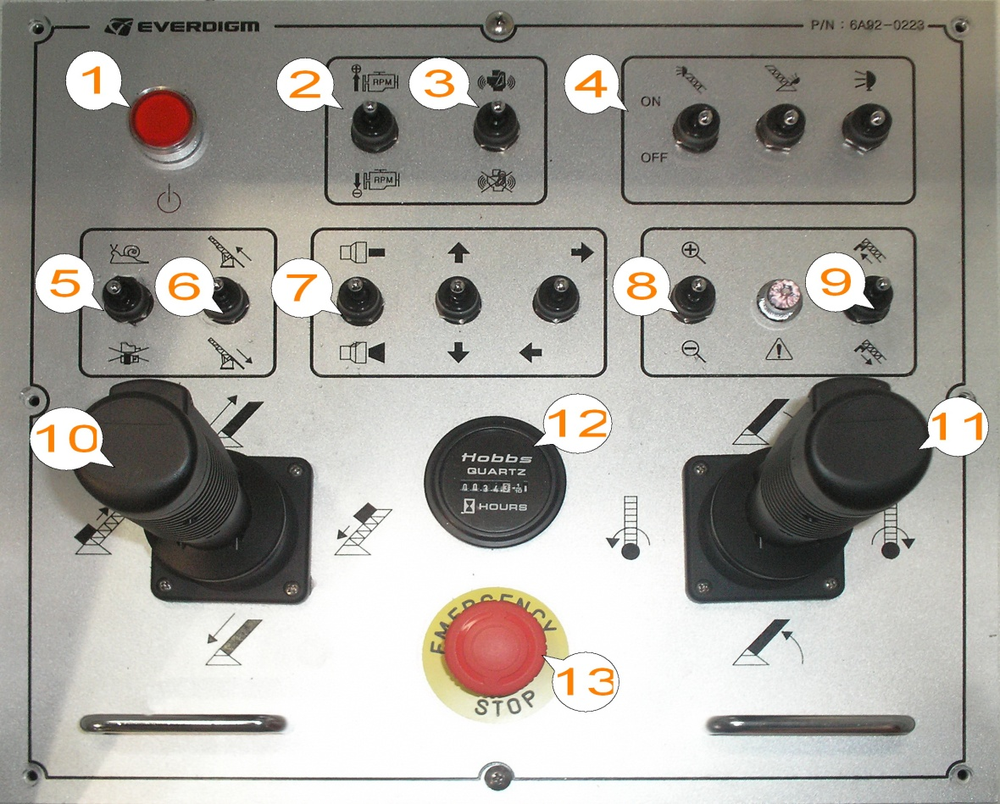 EVERDIGM
P/N : 6A92-0223
1
2
3
4
RPM
ON
RPM
OFF
5
6
7
8
9
10
11
12
Hobbs
QUARTZ
HOURS
EMERGENCY
STOP
13